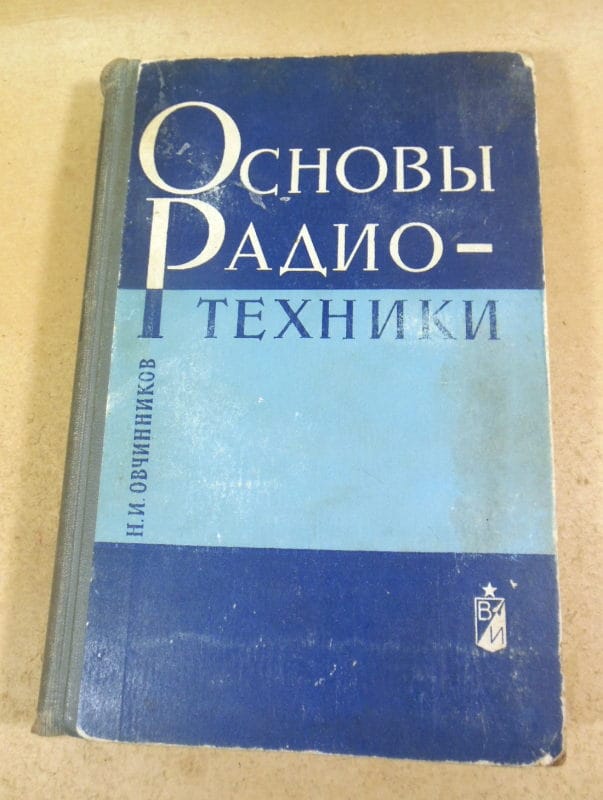 Основы
Радио-
техники
Н. И. ОВЧИННИКОВ
В
И